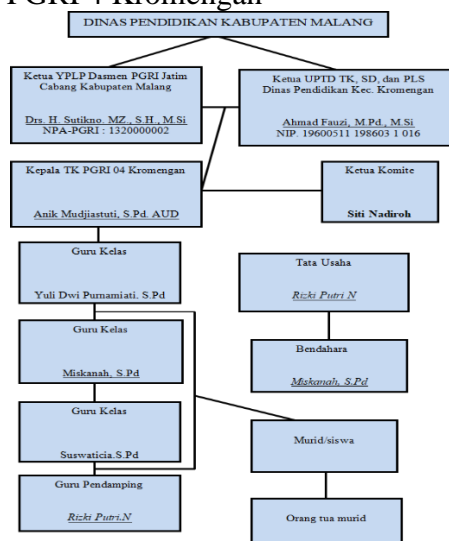 PGRI 4 Kromengan
DINAS PENDIDIKAN KABUPATEN MALANG
Ketua YPLP Dasmen PGRI Jatim
Cabang Kabupaten Malang
Drs. H. Sutikno. MZ., S.H., M.Si
NPA-PGRI : 1320000002
Ketua UPTD TK, SD, dan PLS
Dinas Pendidikan Kec. Kromengan
Ahmad Fauzi, M.Pd., M.Si
NIP. 19600511 198603 1 016
Kepala TK PGRI 04 Kromengan
Anik Mudjiastuti, S.Pd. AUD
Ketua Komite
Siti Nadiroh
Guru Kelas
Yuli Dwi Purnamiati. S.Pd
Tata Usaha
Rizki Putri N
Guru Kelas
Miskanah, S.Pd
Bendahara
Miskanah, S.Pd
Guru Kelas
Suswaticia.S.Pd
Murid/siswa
Guru Pendamping
Rizki Putri.N
Orang tua murid